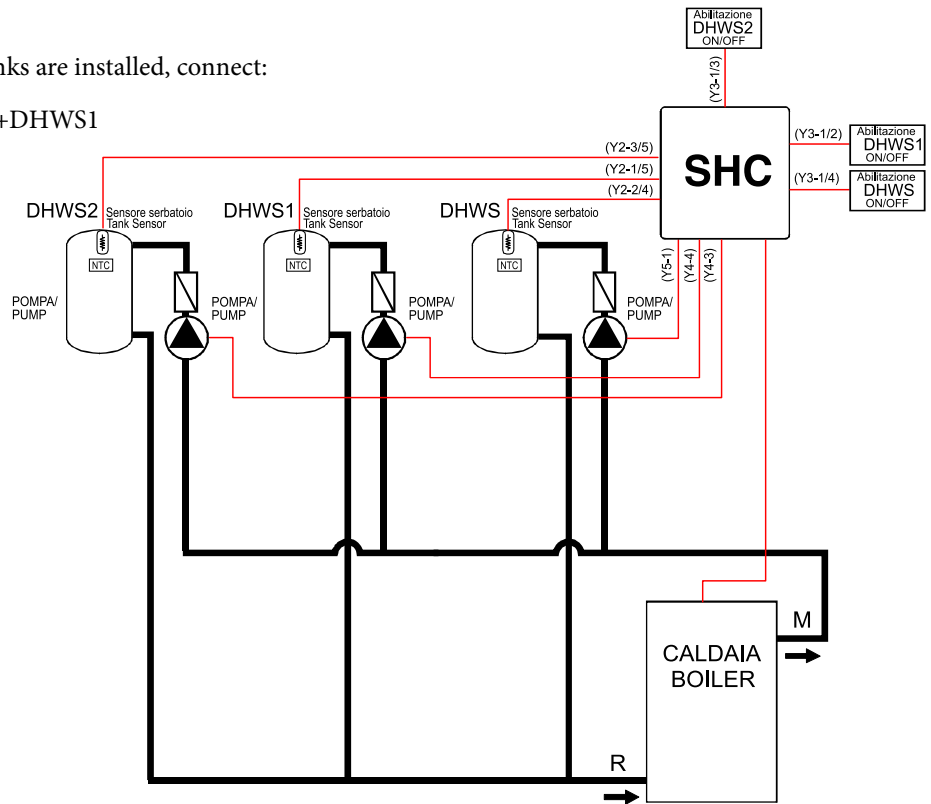 Abilitazione
DHWS2
ON/OFF
nks are installed, connect:
+DHWS1
(Y3-1/3)
(Y2-3/5)
(Y2-1/5)
(Y2-2/4)
SHC
(Y3-1/2)
Abilitazione
DHWS1
ON/OFF
(Y3-1/4)
Abilitazione
DHWS
ON/OFF
DHWS2
Sensore serbatoio
Tank Sensor
DHWS1
Sensore serbatoio
Tank Sensor
DHWS
Sensore serbatoio
Tank Sensor
NTC
NTC
NTC
(Y5-1)
(Y4-4)
(Y4-3)
POMPA/
PUMP
POMPA/
PUMP
POMPA/
PUMP
POMPA/
PUMP
M
CALDAIA
BOILER
R